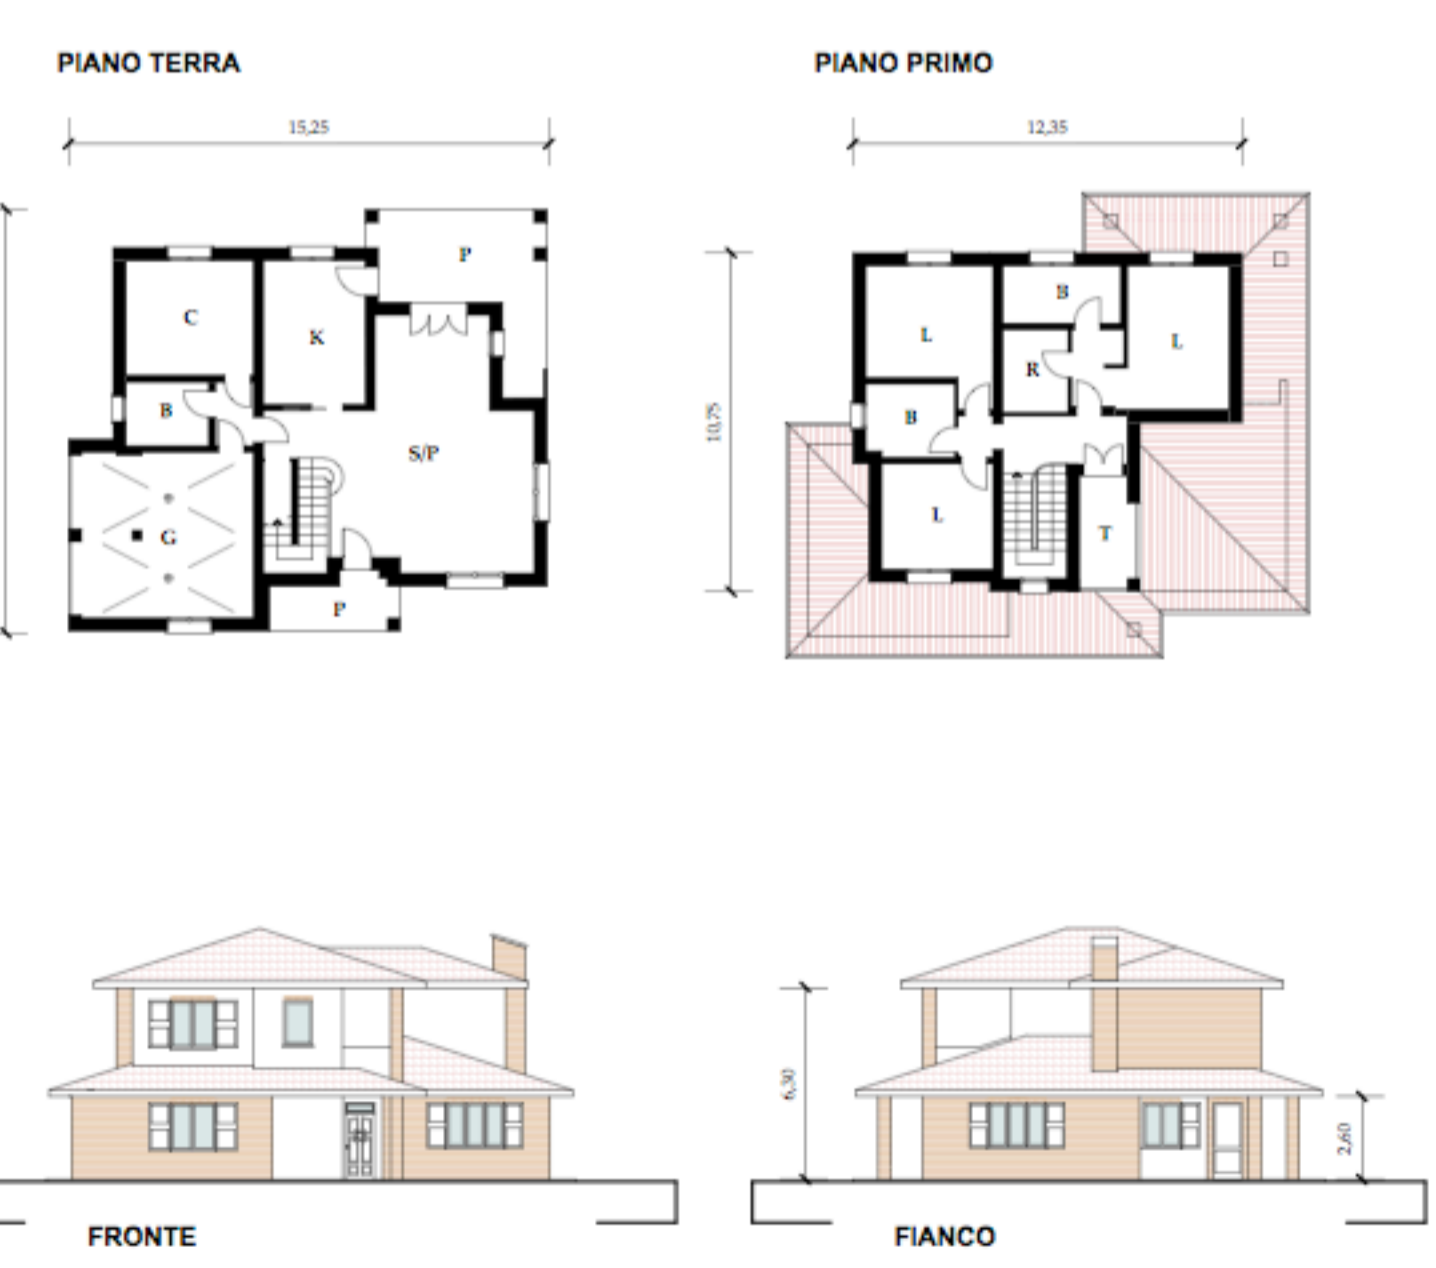 PIANO TERRA
PIANO PRIMO
15,25
12,35
P
C
K
B
S/P
G
P
10,75
B
L
L
R
B
L
T
6,30
2,60
FRONTE
FIANCO